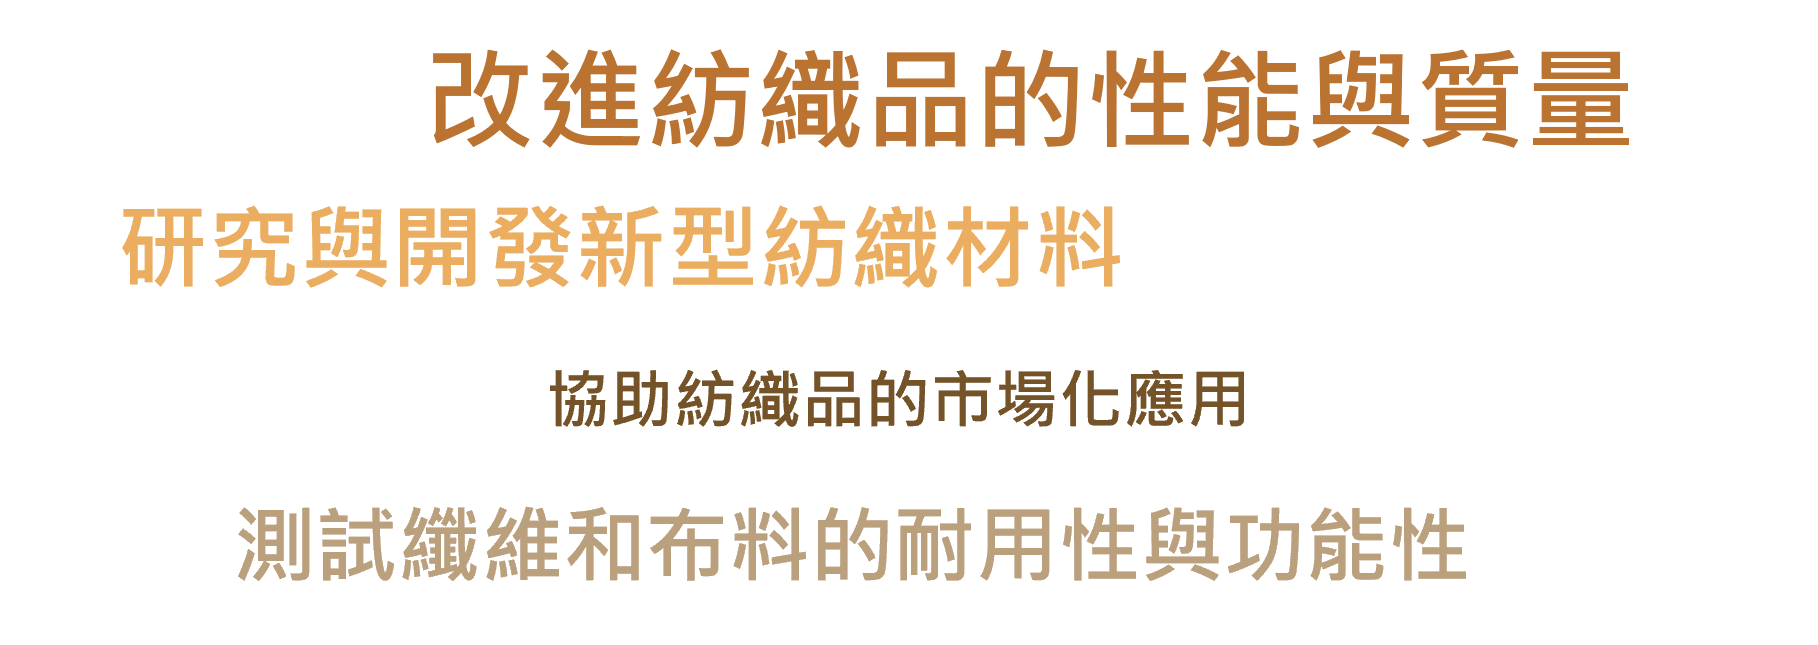 改進紡織品的性能與質量
研究與開發新型紡織材料
協助紡織品的市場化應用
測試纖維和布料的耐用性與功能性